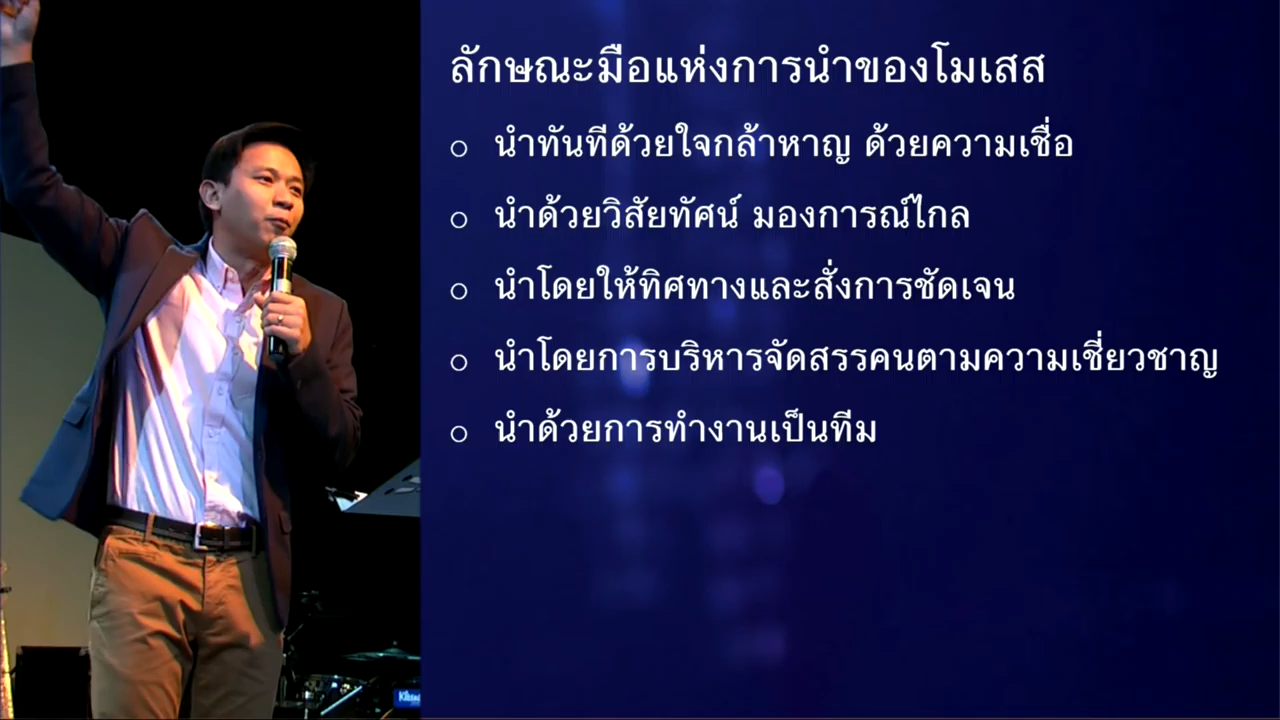 ลักษณะมือแห่งการนำของโมเสส
○ นำทันทีด้วยใจกล้าหาญ ด้วยความเชื่อ
○ นำด้วยวิสัยทัศน์ มองการณ์ไกล
○ นำโดยให้ทิศทางและสั่งการชัดเจน
○ นำโดยการบริหารจัดสรรคนตามความเชี่ยวชาญ
○ นำด้วยการทำงานเป็นทีม